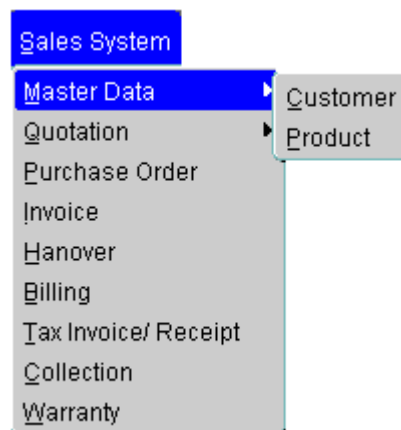 Sales System
Master Data
Customer
Quotation
Product
Purchase Order
Invoice
Hanover
Billing
Tax Invoice/ Receipt
Collection
Warranty